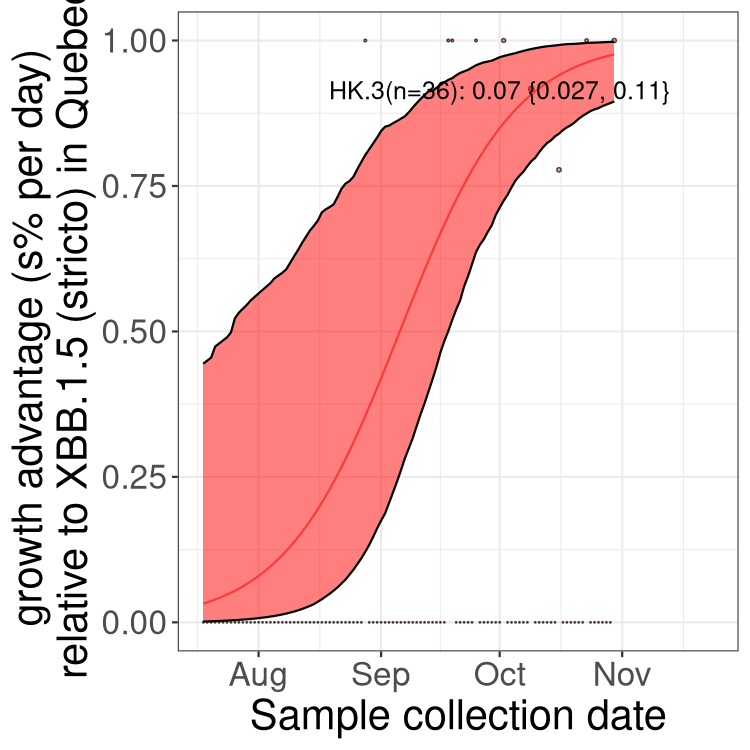 growth advantage (s% per day)
relative to XBB.1.5 (stricto) in Quebec
1.00
0.75
0.50
0.25
0.00
HK.3(n=36): 0.07 {0.027, 0.11}
Aug Sep Oct Nov
Sample collection date